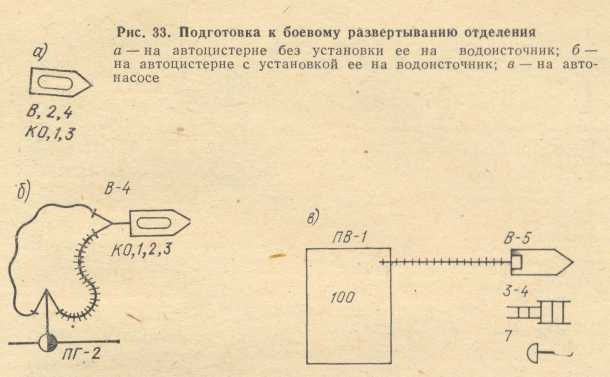 Рис. 33. Подготовка к боевому развертыванию отделения
а — на автоцистерне без установки ее на водоисточник; б —
на автоцистерне с установкой ее на водоисточник; в — на авто-
насосе
а)
В, 2, 4
КО, 1, 3
б)
В-4
КО, 1, 2, 3
ПГ-2
в)
ПВ-1
В-5
100
3-4
7